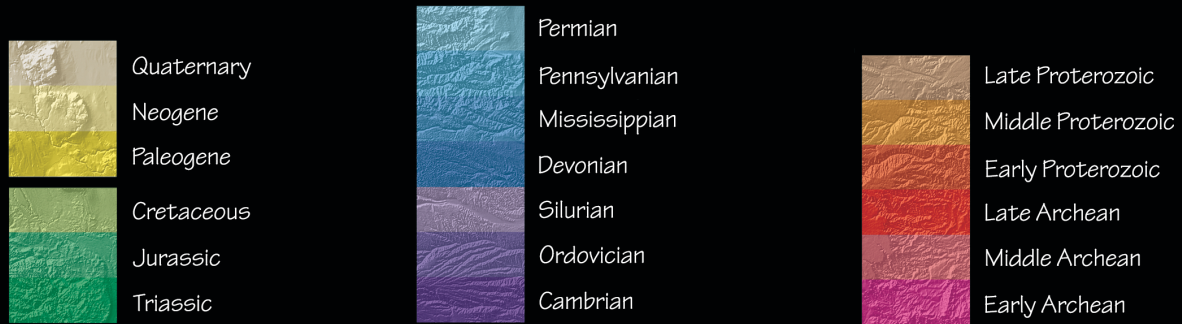 Quaternary
Neogene
Paleogene
Cretaceous
Jurassic
Triassic
Permian
Pennsylvanian
Mississippian
Devonian
Silurian
Ordovician
Cambrian
Late Proterozoic
Middle Proterozoic
Early Proterozoic
Late Archean
Middle Archean
Early Archean